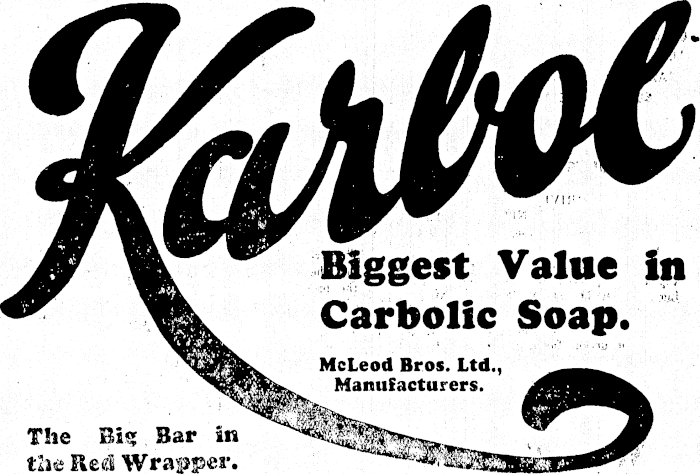 Karbol
Biggest Value in
Carbolic Soap.
McLeod Bros. Ltd.,
Manufacturers.
The Big Bar in
the Red Wrapper.